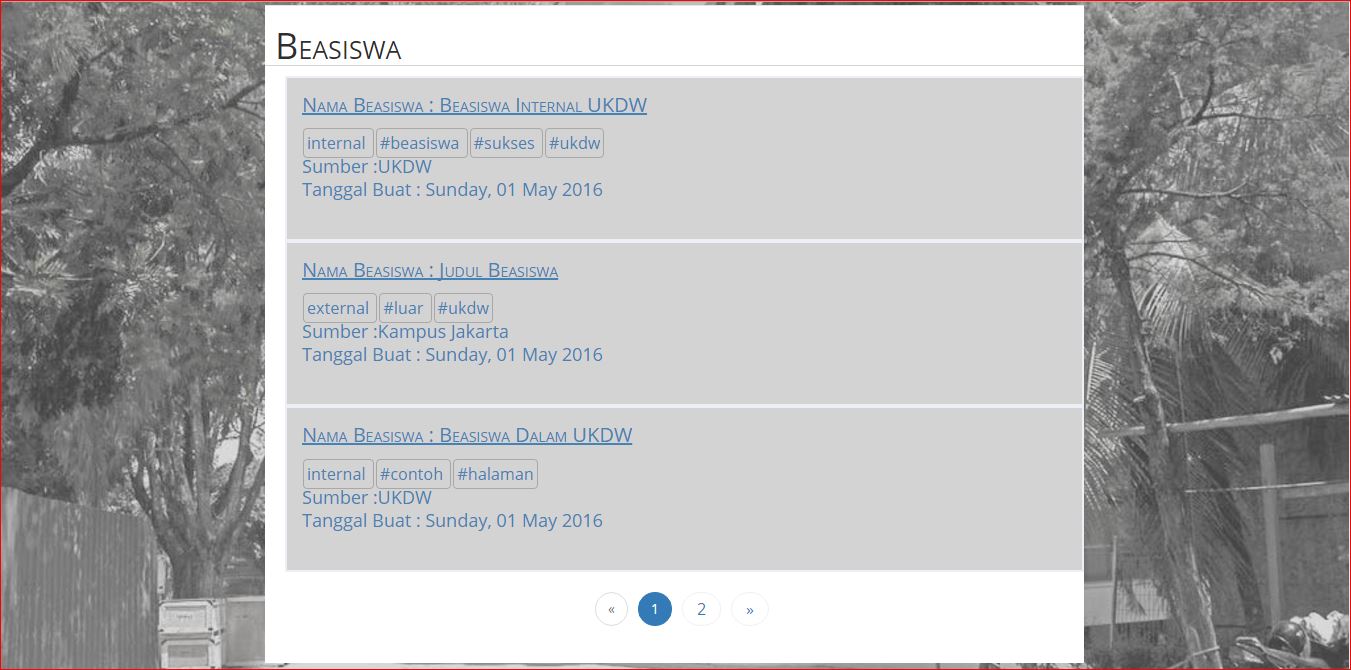 Beasiswa
Nama Beasiswa : Beasiswa Internal UKDW
internal #beasiswa #sukses #ukdw
Sumber :UKDW
Tanggal Buat : Sunday, 01 May 2016
Nama Beasiswa : Judul Beasiswa
external #luar #ukdw
Sumber :Kampus Jakarta
Tanggal Buat : Sunday, 01 May 2016
Nama Beasiswa : Beasiswa Dalam UKDW
internal #contoh #halaman
Sumber :UKDW
Tanggal Buat : Sunday, 01 May 2016
« 1 2 »